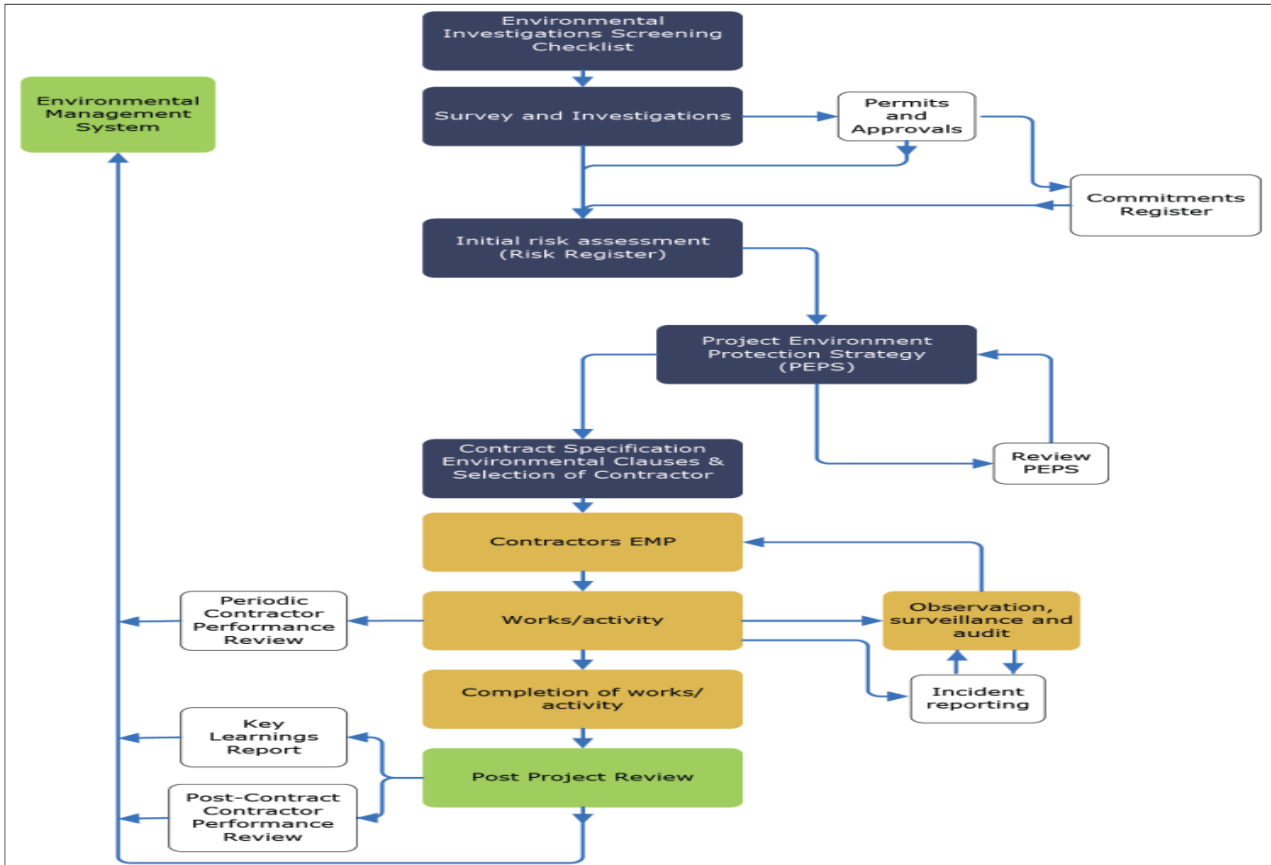 Environmental
Investigations Screening
Checklist
Environmental
Management
System
Survey and Investigations
Permits
and
Approvals
Commitments
Register
Initial risk assessment
(Risk Register)
Project Environment
Protection Strategy
(PEPS)
Contract Specification
Environmental Clauses &
Selection of Contractor
Review
PEPS
Contractors EMP
Periodic
Contractor
Performance
Review
Works/activity
Observation,
surveillance and
audit
Completion of works/
activity
Incident
reporting
Key
Learnings
Report
Post Project Review
Post-Contract
Contractor
Performance
Review